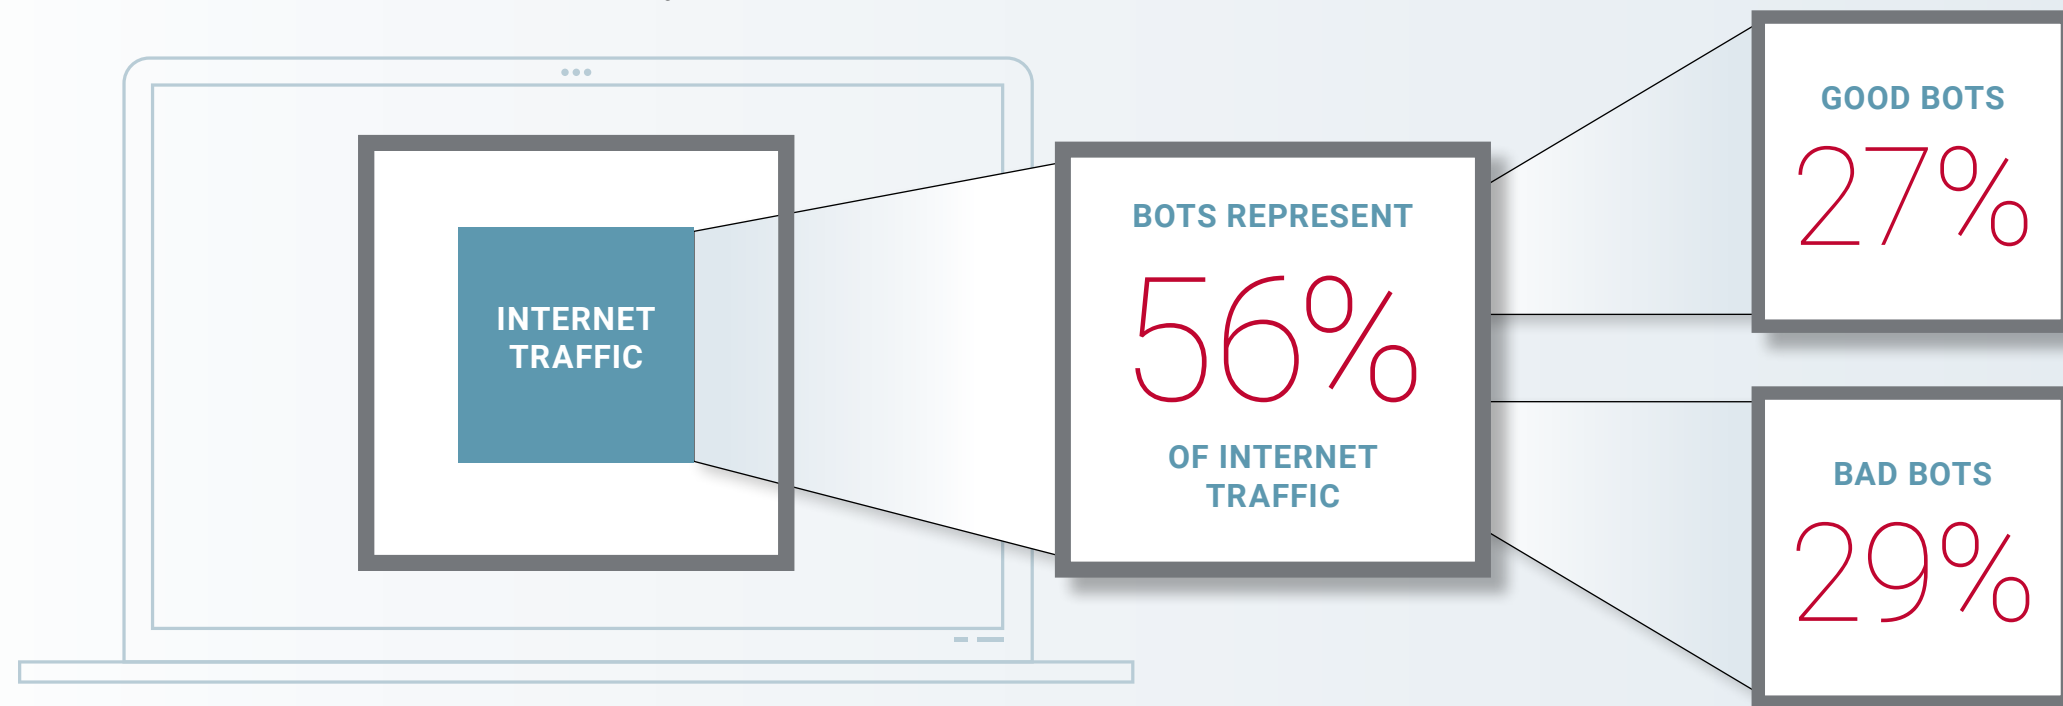 INTERNET
TRAFFIC
BOTS REPRESENT
56%
OF INTERNET
TRAFFIC
GOOD BOTS
27%
BAD BOTS
29%